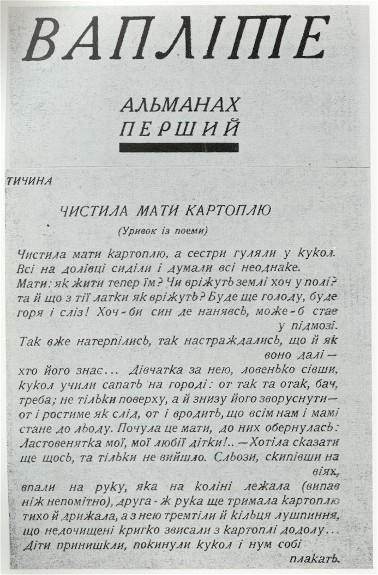 ВАПЛІТЕ
АЛЬМАНАХ
ПЕРШИЙ
ТИЧИНА
ЧИСТИЛА МАТИ КАРТОПЛЮ
(Уривок із поеми)
Чистила мати картоплю, а сестри гуляли у кукол.
Всі на долівці сиділи і думали всі неоднаке.
Мати: як жити тепер їм? Чи вріжуть землі хоч у полі?
та й що з тії латки як вріжуть? Буде ще голоду, буде
горя і сліз! Хоч-би син де нанявсь, може-б стає
у підмозі.
Так вже натерпілись, так настраждались, що й як
воно далі —
хто його знає... Дівчатка за нею, ловенько сівши,
кукол учили сапать на городі: от так та отак, бач,
треба; не тільки поверху, а й знизу його зворуснути—
от і ростиме як слід, от і вродить, що всім нам і мамі
стане до льоду. Почула це мати, до них обернулась:
Ластовенятка мої, мої любії дітки!.. —Хотіла сказати
ще щось, та тільки не вийшло. Сльози, скипівши на
віях,
впали на руку, яка на коліні лежала (випав
ніж непомітно), друга-ж рука ще тримала картоплю
тихо й дрижала, а з нею тремтіли й кільця лушпиння,
що недочищені кригко звисали з картоплі додолу...
Діти принишкли, покинули кукол і нум собі
плакать.